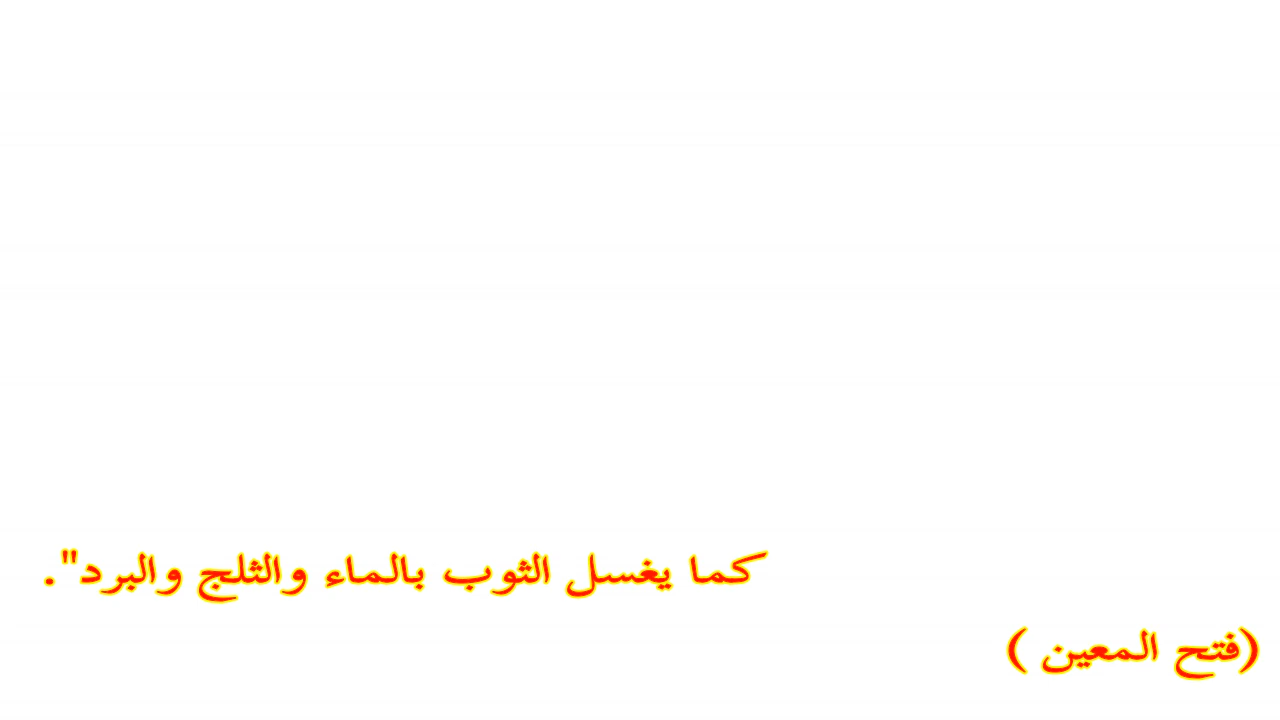 كما يغسل الثوب بالماء والثلج والبرد".
(فتح المعين )